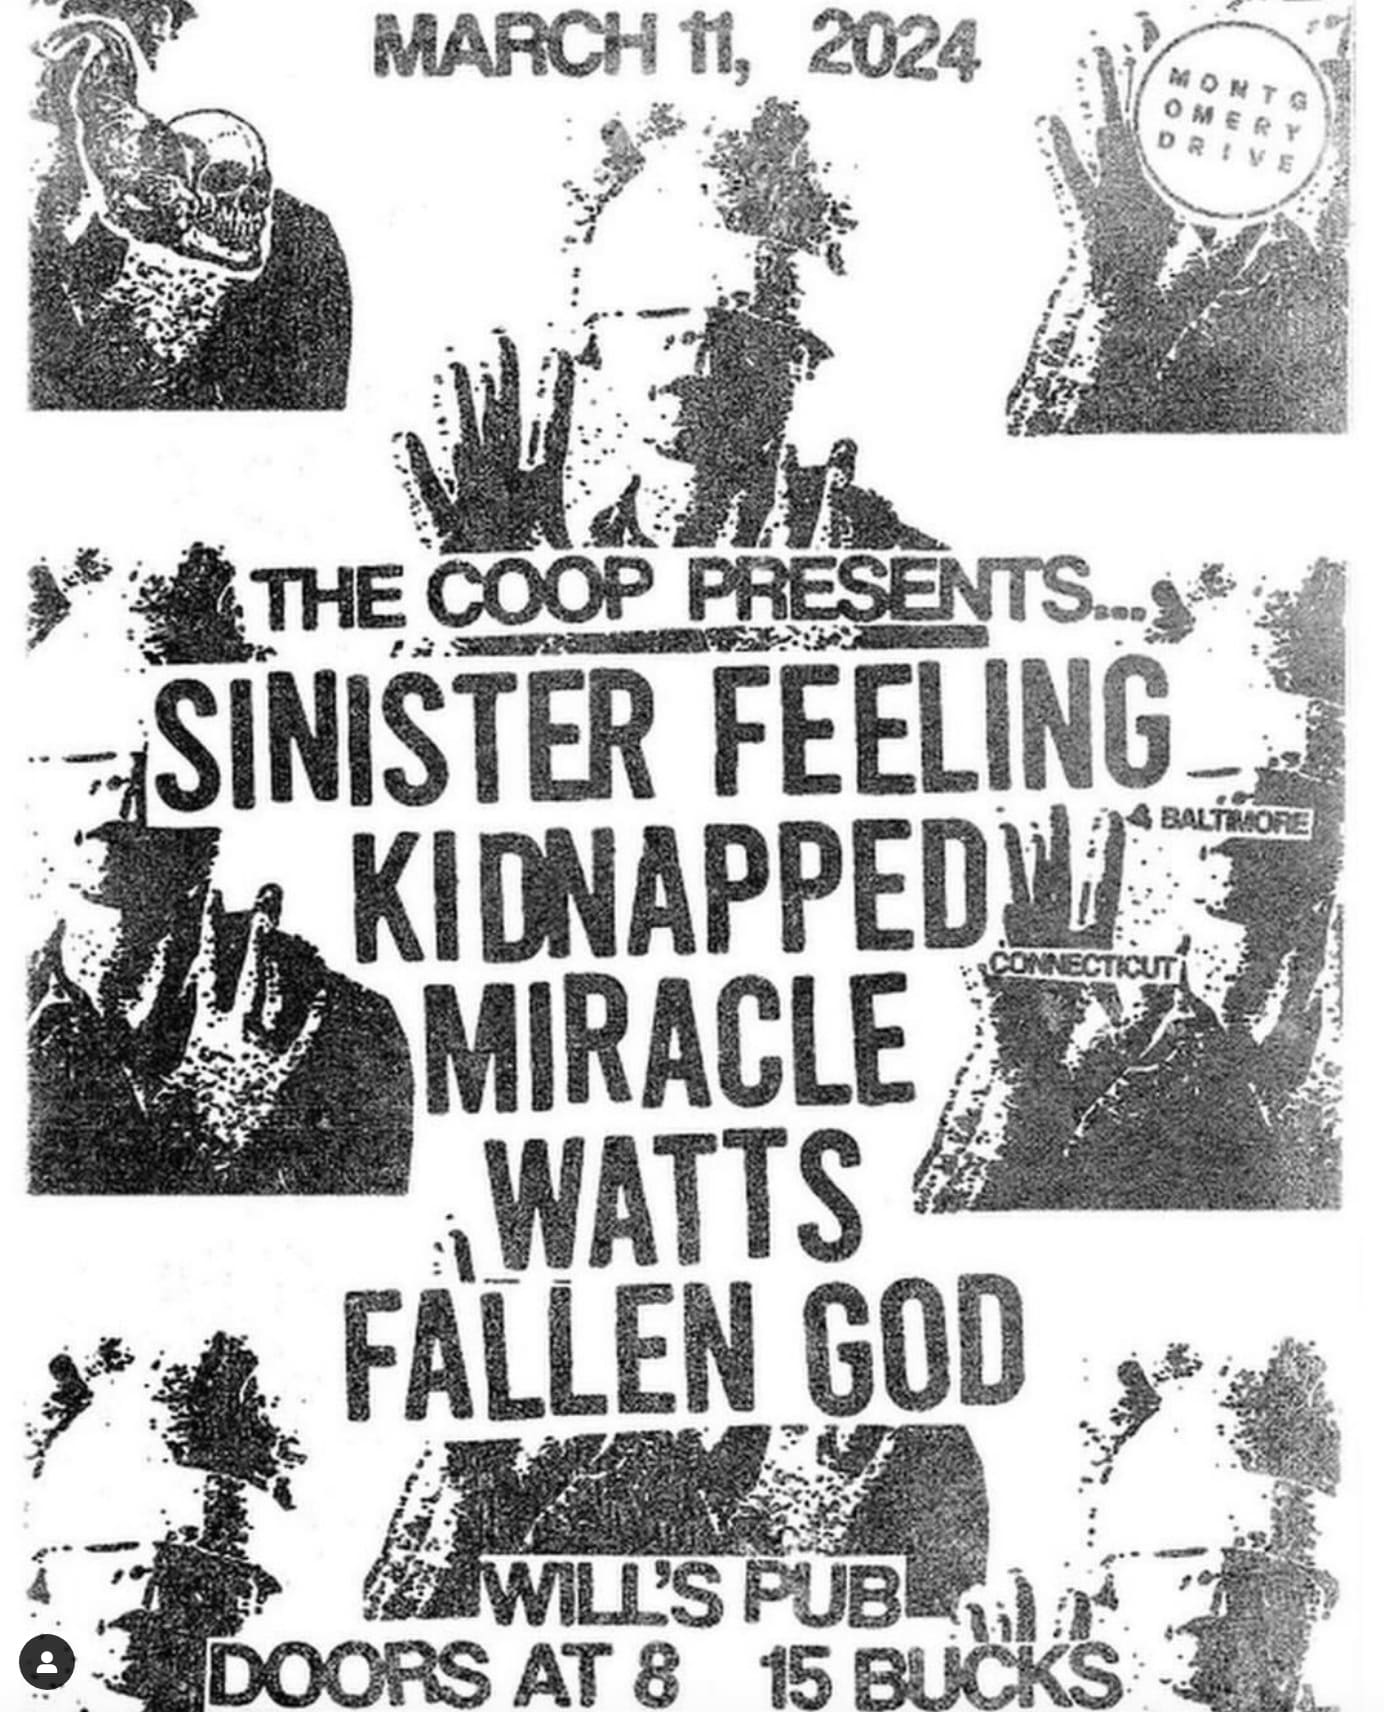 MARCH 11, 2024
MONTG
OMERY
DRIVE
THE COOP PRESENTS...
SINISTER FEELING
BALTIMORE
KIDNAPPED
CONNECTICUT
MIRACLE
WATTS
FALLEN GOD
WILL'S PUB
DOORS AT 8 15 BUCKS